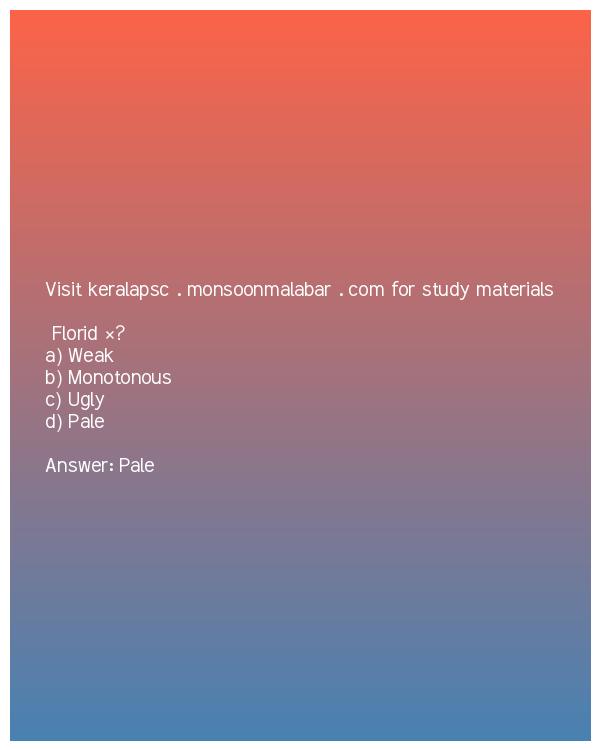 Visit keralapsc . monsoonmalabar . com for study materials
Florid ×?
a) Weak
b) Monotonous
c) Ugly
d) Pale
Answer: Pale